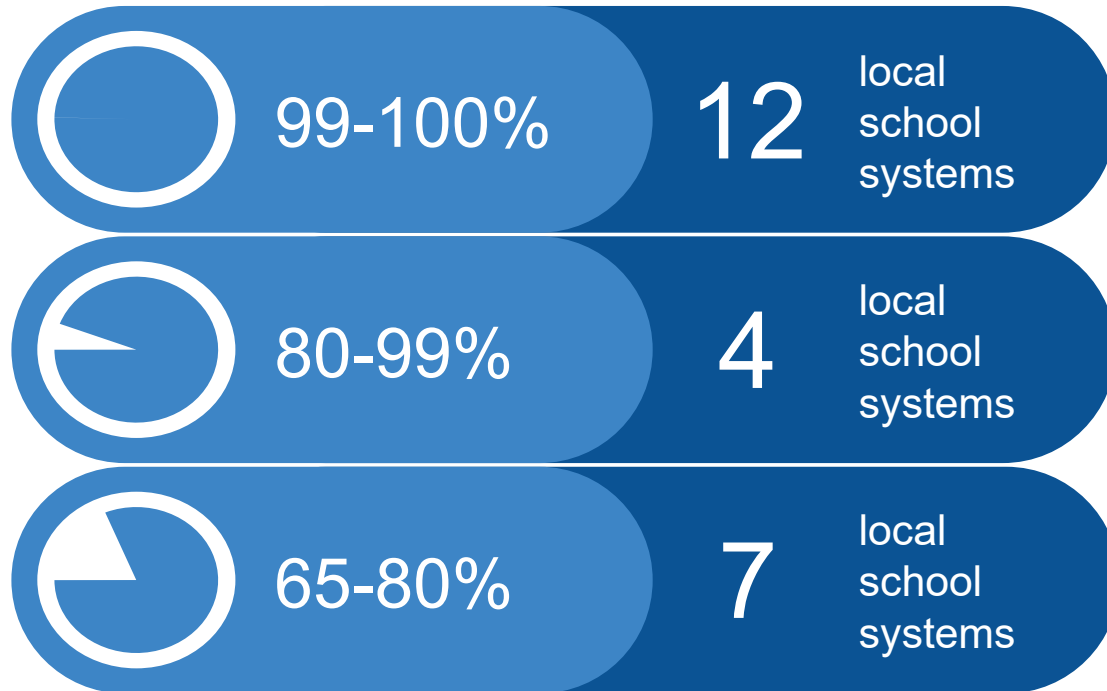 99-100%
12
local
school
systems
80-99%
4
local
school
systems
65-80%
7
local
school
systems